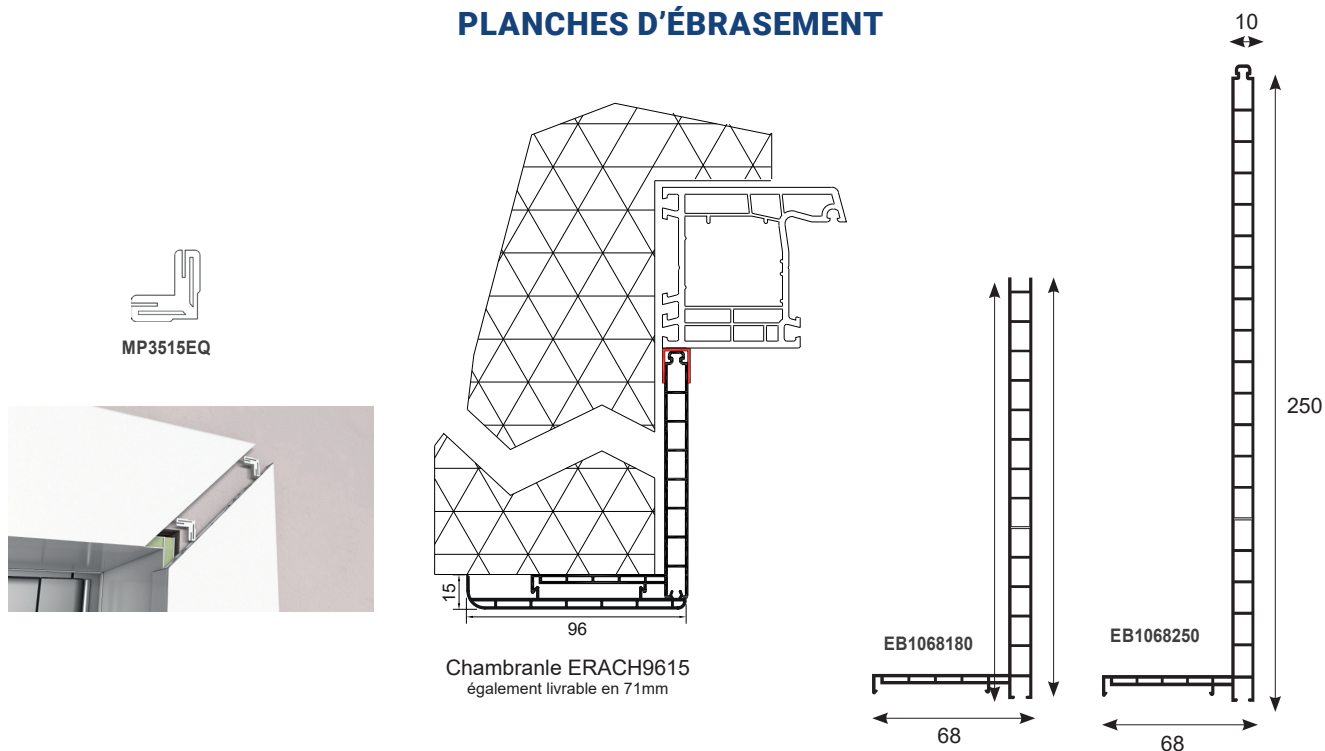 PLANCHES D'ÉBRASEMENT
10
MP3515EQ
250
15
96
Chambranle ERACH9615
également livrable en 71mm
EB1068180
68
EB1068250
68